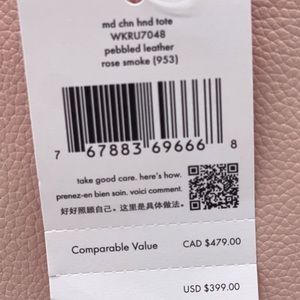 md chn hnd tote
WKRU7048
pebbled leather
rose smoke (953)
7 67883 69666 8
take good care. here's how.
prenez-en bien soin. voici comment.
好好照顾自己。这里是具体做法。
Comparable Value CAD $479.00
USD $399.00